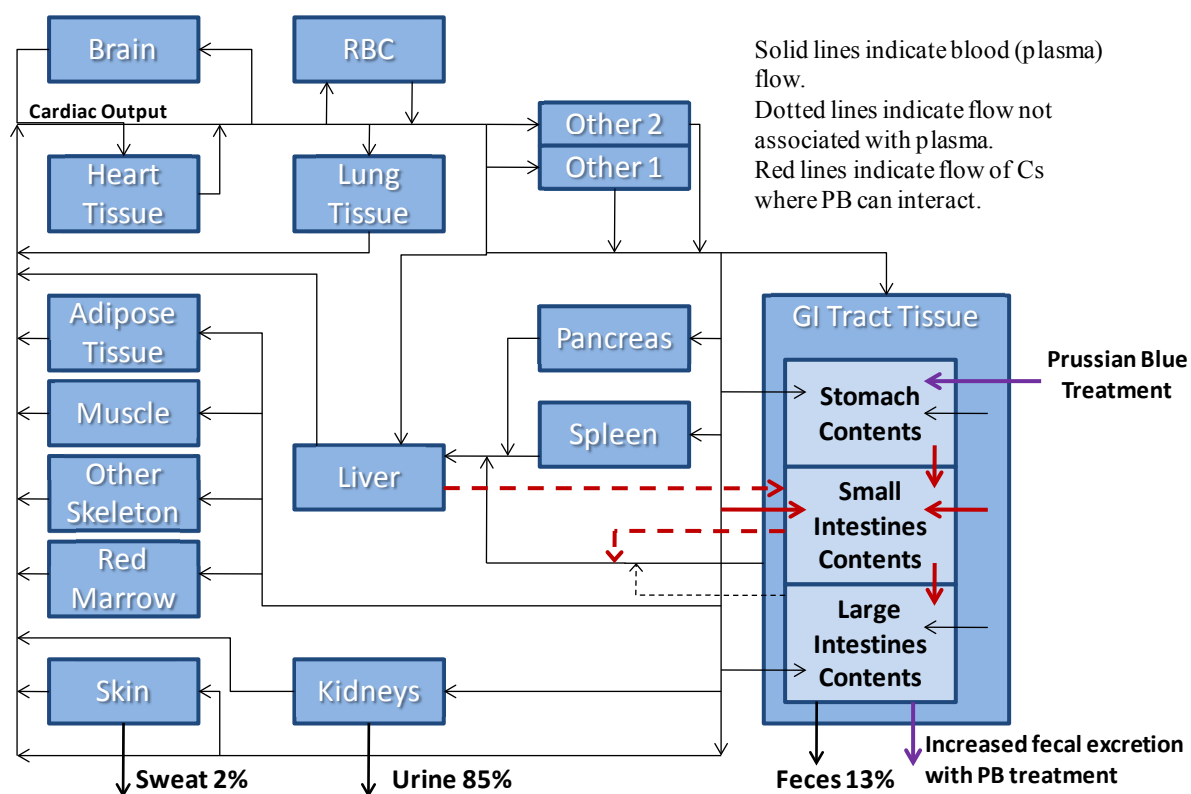 Brain
RBC
Solid lines indicate blood (plasma)
flow.
Dotted lines indicate flow not
associated with plasma.
Red lines indicate flow of Cs
where PB can interact.
Cardiac Output
Other 2
Other 1
Heart
Tissue
Lung
Tissue
Adipose
Tissue
Pancreas
GI Tract Tissue
Prussian Blue
Treatment
Stomach
Contents
Muscle
Spleen
Liver
Other
Skeleton
Small
Intestines
Contents
Red
Marrow
Large
Intestines
Contents
Skin
Kidneys
Sweat 2%
Urine 85%
Feces 13%
Increased fecal excretion
with PB treatment